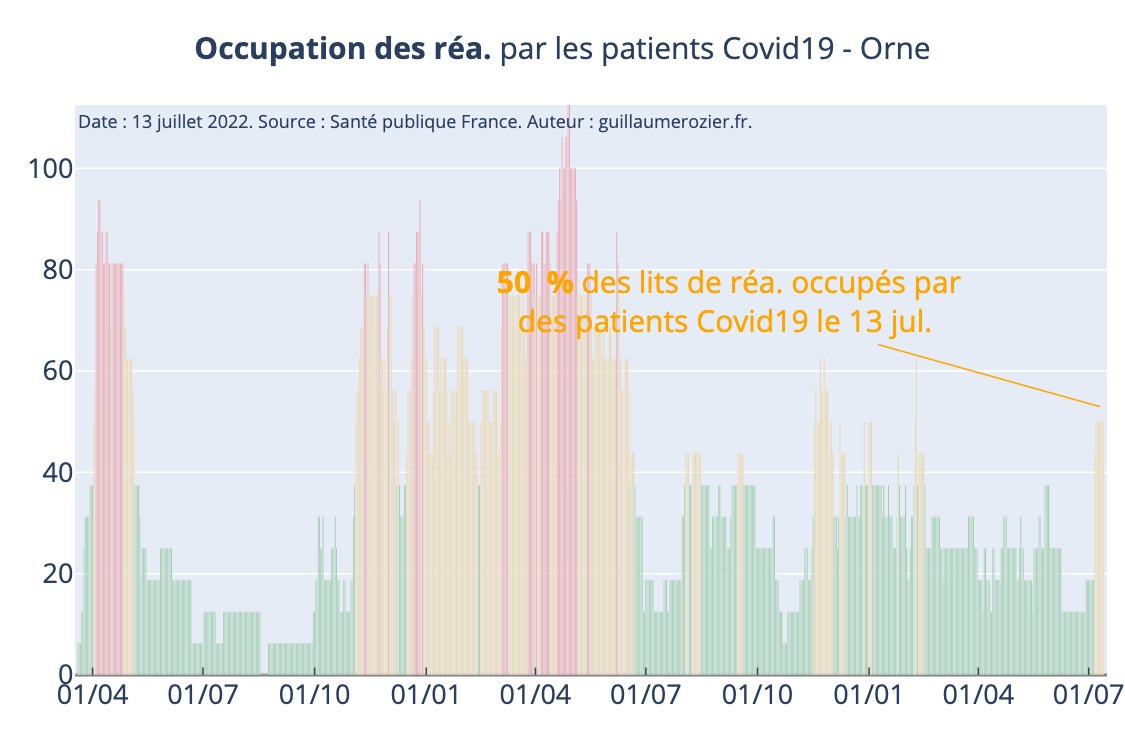 Occupation des réa. par les patients Covid19 - Orne
Date : 13 juillet 2022. Source : Santé publique France. Auteur : guillaumerozier.fr.
100
80
50 % des lits de réa. occupés par
des patients Covid19 le 13 jul.
60
40
20
0
01/04 01/07 01/10 01/01 01/04 01/07 01/10 01/01 01/04 01/07